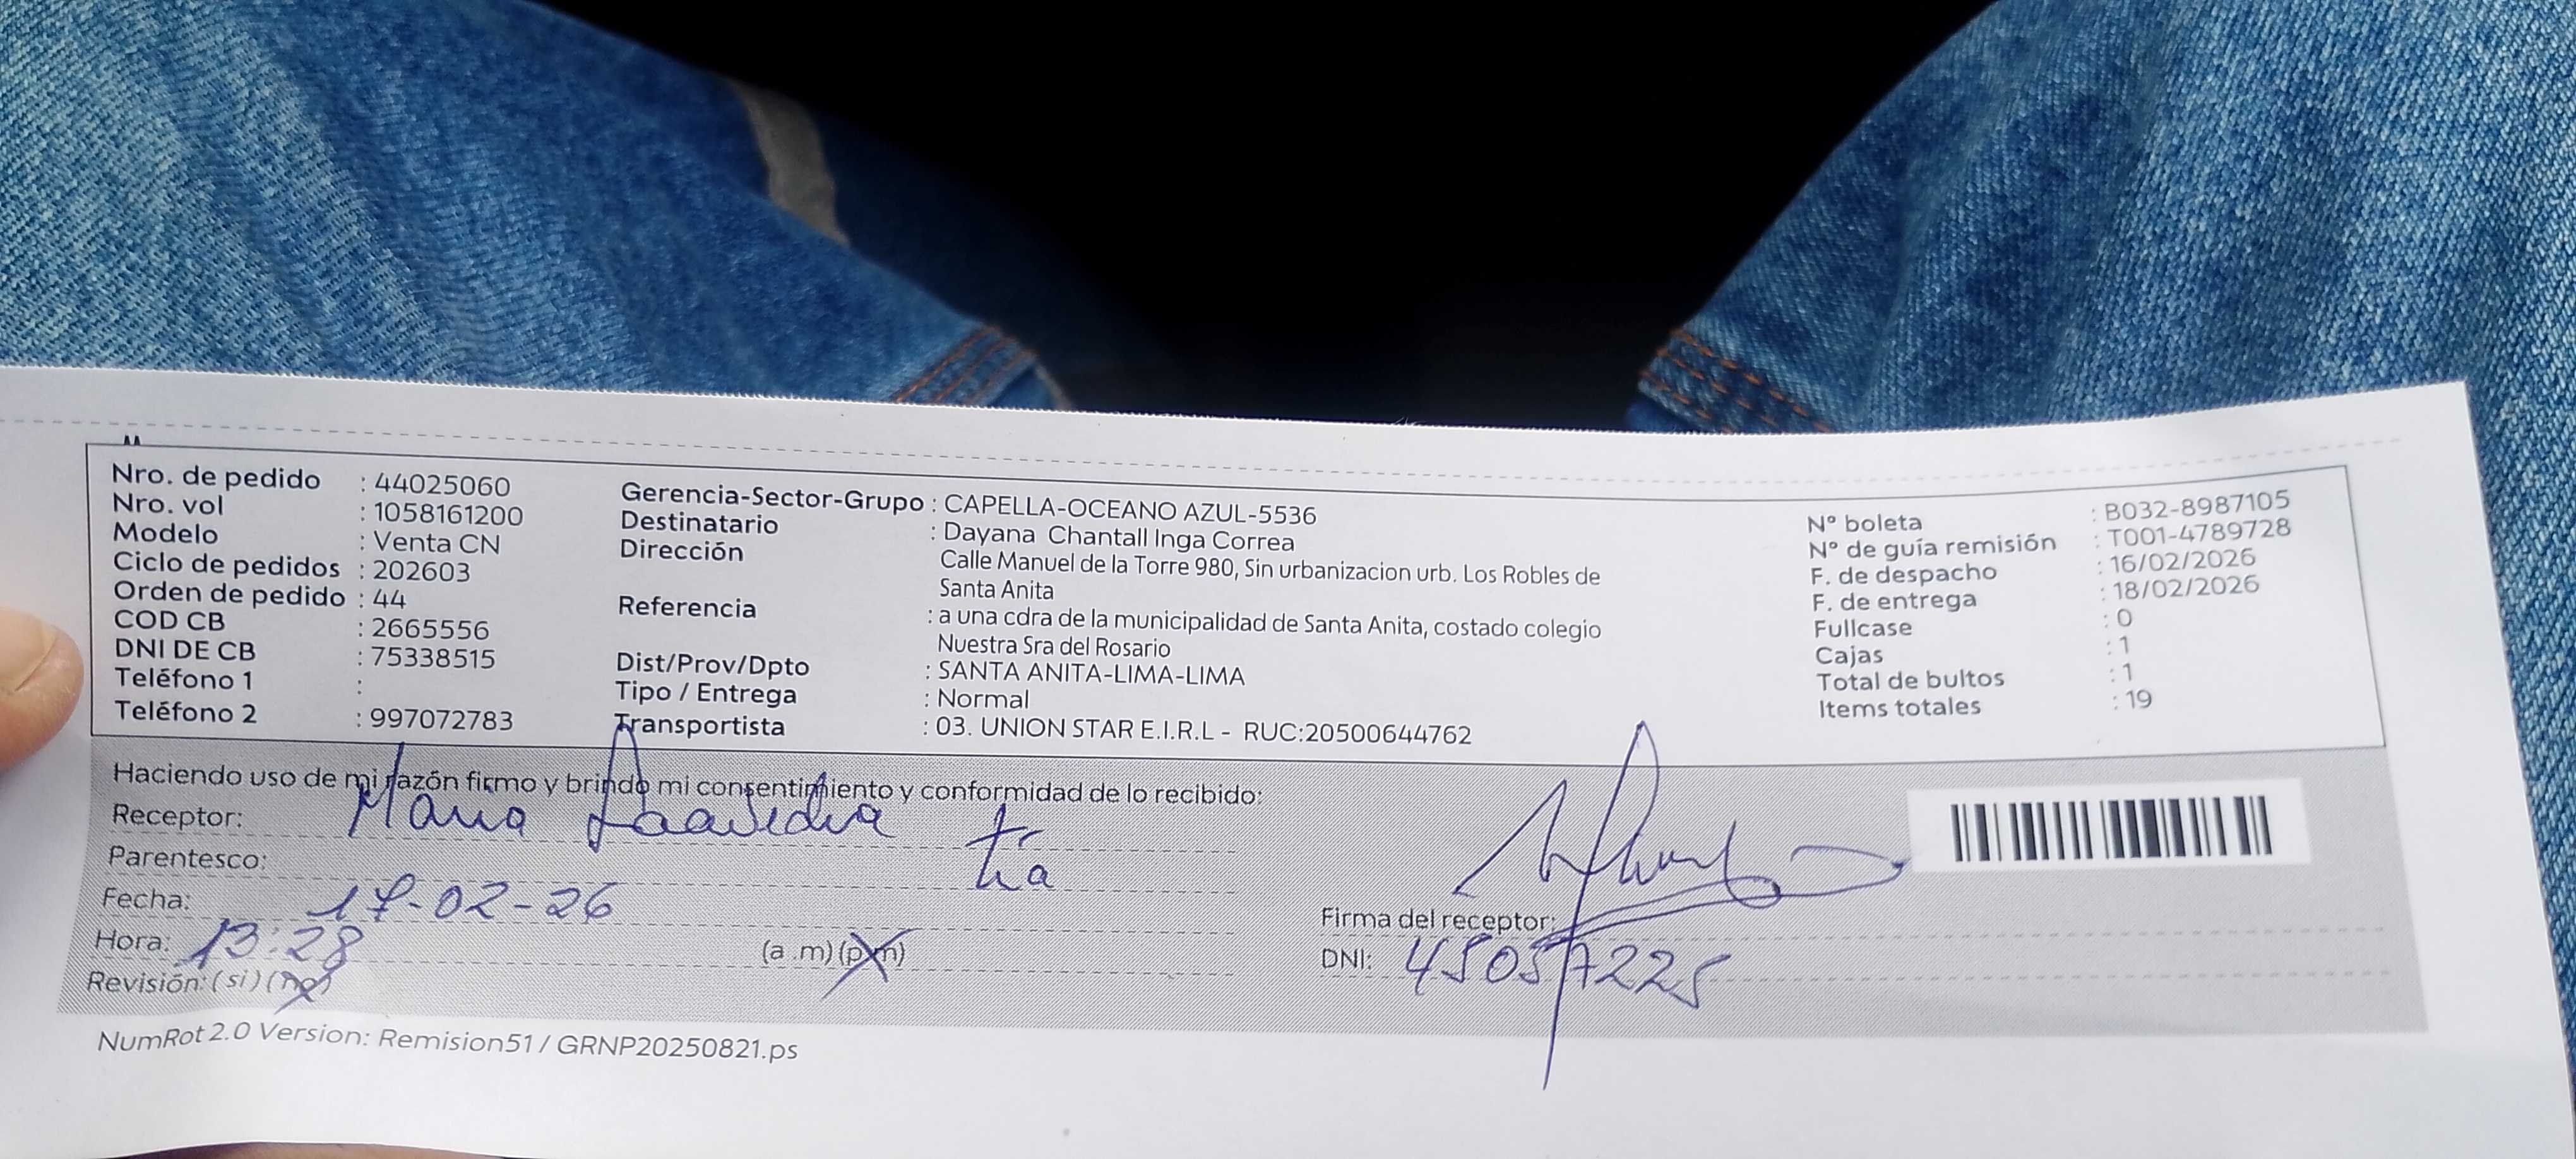 Nro. de pedido : 44025060
Nro. vol : 1058161200
Modelo : Venta CN
Ciclo de pedidos : 202603
Orden de pedido : 44
COD CB : 2665556
DNI DE CB : 75338515
Teléfono 1 :
Teléfono 2 : 997072783
Gerencia-Sector-Grupo : CAPELLA-OCEANO AZUL-5536
Destinatario : Dayana Chantall Inga Correa
Dirección Calle Manuel de la Torre 980, Sin urbanizacion urb. Los Robles de
Santa Anita
Referencia : a una cdra de la municipalidad de Santa Anita, costado colegio
Nuestra Sra del Rosario
Dist/Prov/Dpto : SANTA ANITA-LIMA-LIMA
Tipo / Entrega : Normal
Transportista : 03. UNION STAR E.I.R.L - RUC:20500644762
N° boleta : B032-8987105
N° de guía remisión : T001-4789728
F. de despacho : 16/02/2026
F. de entrega : 18/02/2026
Fullcase : 0
Cajas : 1
Total de bultos : 1
Items totales : 19
Haciendo uso de mi razón firmo y brindo mi consentimiento y conformidad de lo recibido:
Receptor: Maria
Parentesco: tía
Fecha: 17-02-26
Hora: 13:28 (a .m) (p.m)
Revisión: (si) (no)
Firma del receptor:
DNI: 45057225
NumRot 2.0 Version: Remision51 / GRNP20250821.ps